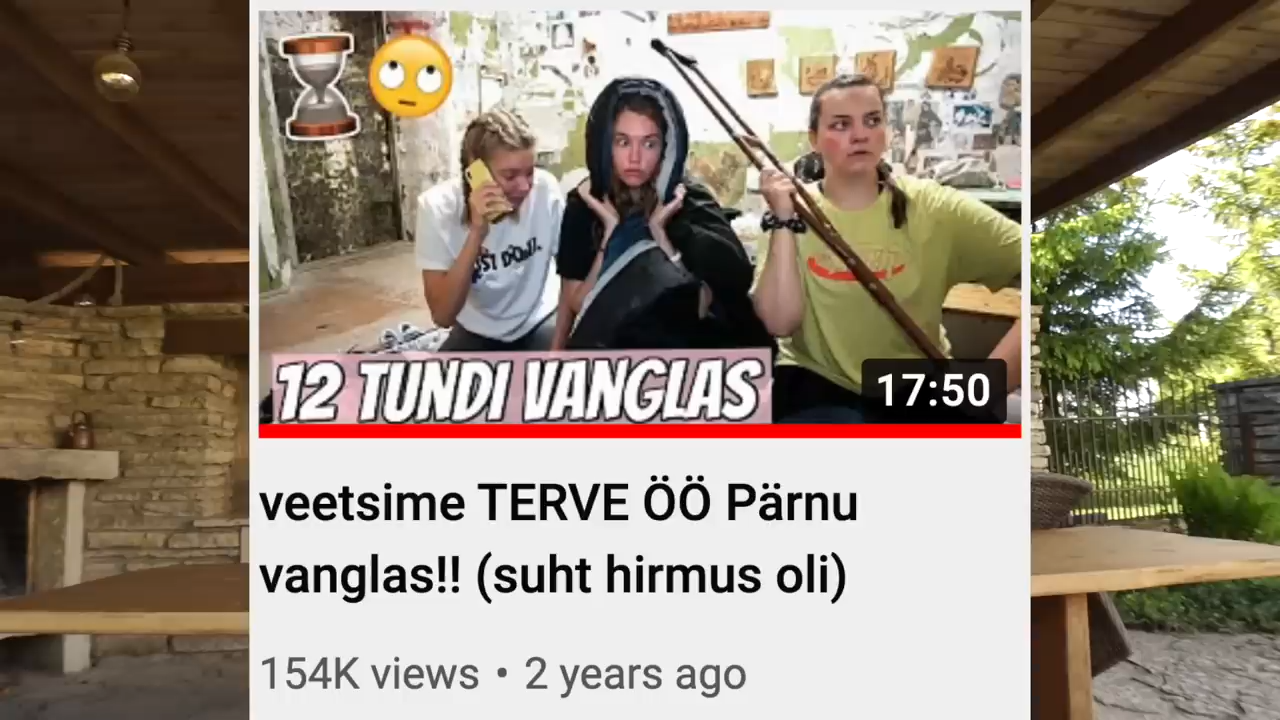 12 TUNDI VANGLAS
17:50
veetsime TERVE ÖÖ Pärnu
vanglas!! (suht hirmus oli)
154K views • 2 years ago